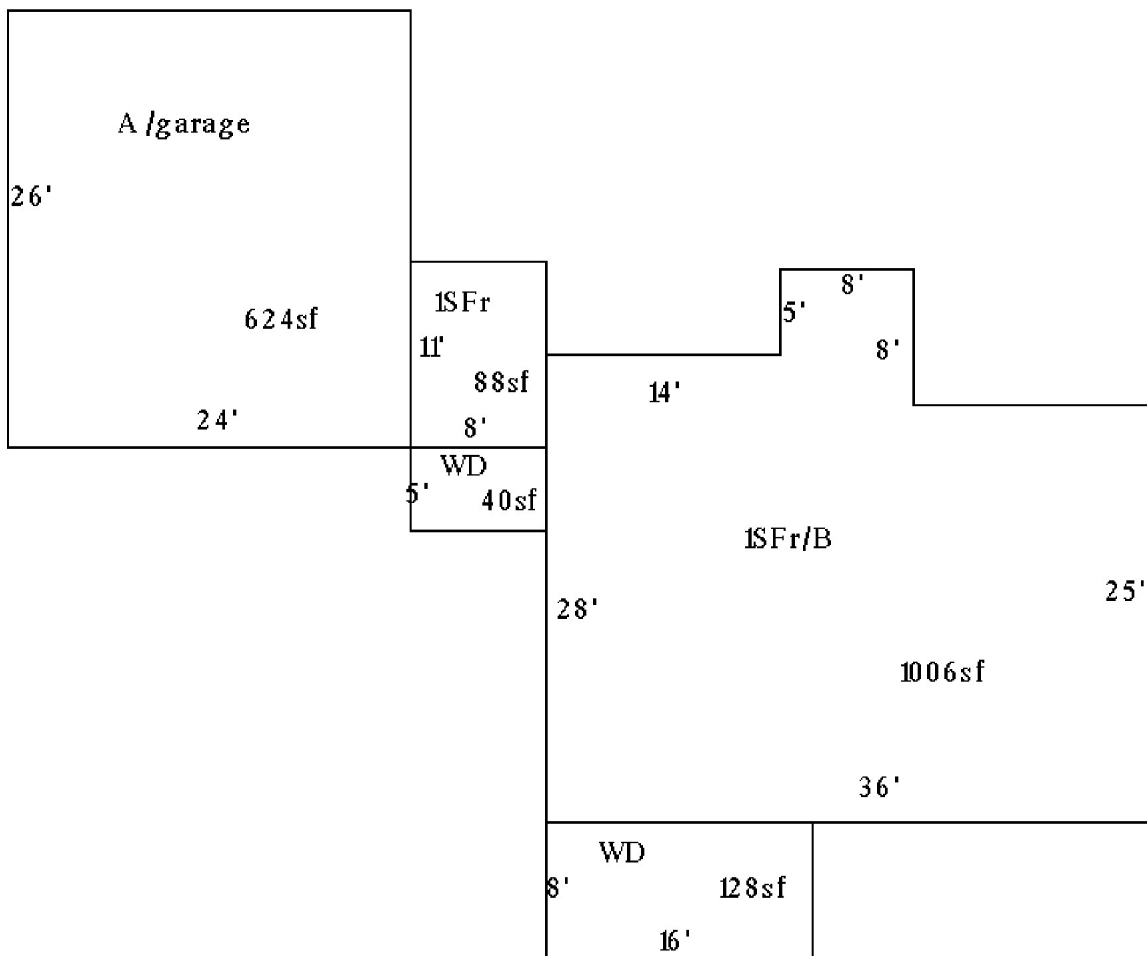 A/garage
26'
624sf
24'
1SFr
11'
88sf
8'
WD
5'
40sf
8'
5'
8'
14'
1SFr/B
28'
25'
1006sf
36'
WD
8'
128sf
16'